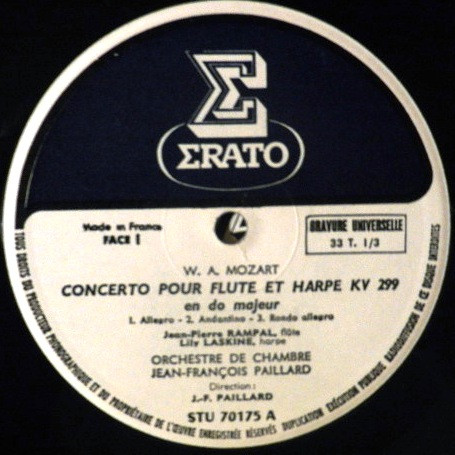 Σ
ΣRATO
Made in France
FACE 1
GRAVURE UNIVERSELLE
33 T. 1/3
W. A. MOZART
CONCERTO POUR FLUTE ET HARPE KV 299
en do majeur
1. Allegro - 2. Andantino - 3. Rondo allegro
Jean-Pierre RAMPAL, flûte
Lily LASKINE, harpe
ORCHESTRE DE CHAMBRE
JEAN-FRANÇOIS PAILLARD
Direction :
J.-F. PAILLARD
STU 70175 A
TOUS DROITS DU PRODUCTEUR PHONOGRAPHIQUE ET DU PROPRIÉTAIRE DE L'ŒUVRE ENREGISTRÉE RÉSERVÉS DUPLICATION EXÉCUTION PUBLIQUE RADIODIFFUSION DE CE DISQUE INTERDITES